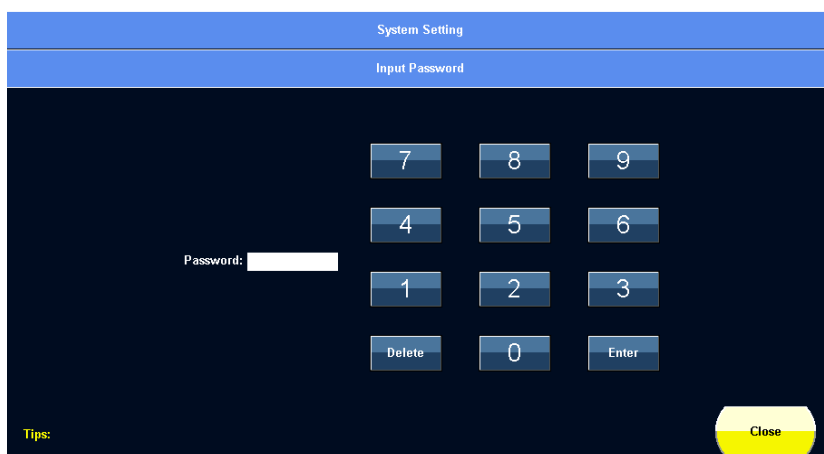 System Setting
Input Password
7 8 9
4 5 6
Password:
1 2 3
Delete 0 Enter
Tips:
Close